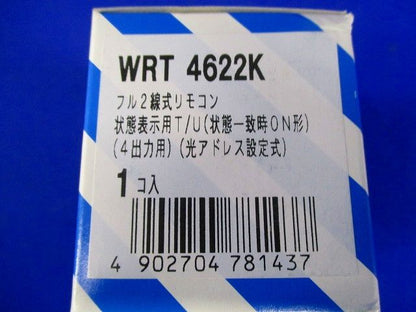 WRT 4622K
フル2線式リモコン
状態表示用T/U(状態一致時ON形)
(4出力用)(光アドレス設定式)
1コ入
4 902704 781437